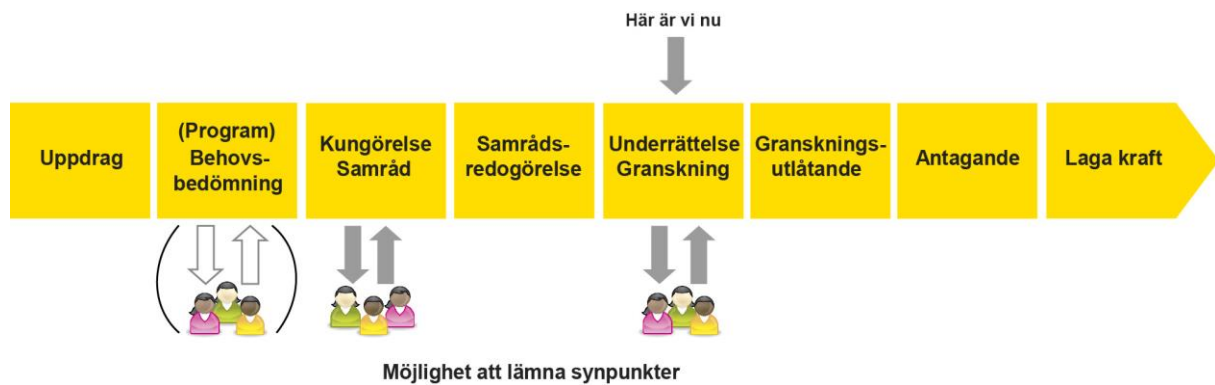 Här är vi nu
Uppdrag
(Program)
Behovs-
bedömning
Kungörelse
Samråd
Samråds-
redogörelse
Underrättelse
Granskning
Gransknings-
utlåtande
Antagande
Laga kraft
Möjlighet att lämna synpunkter